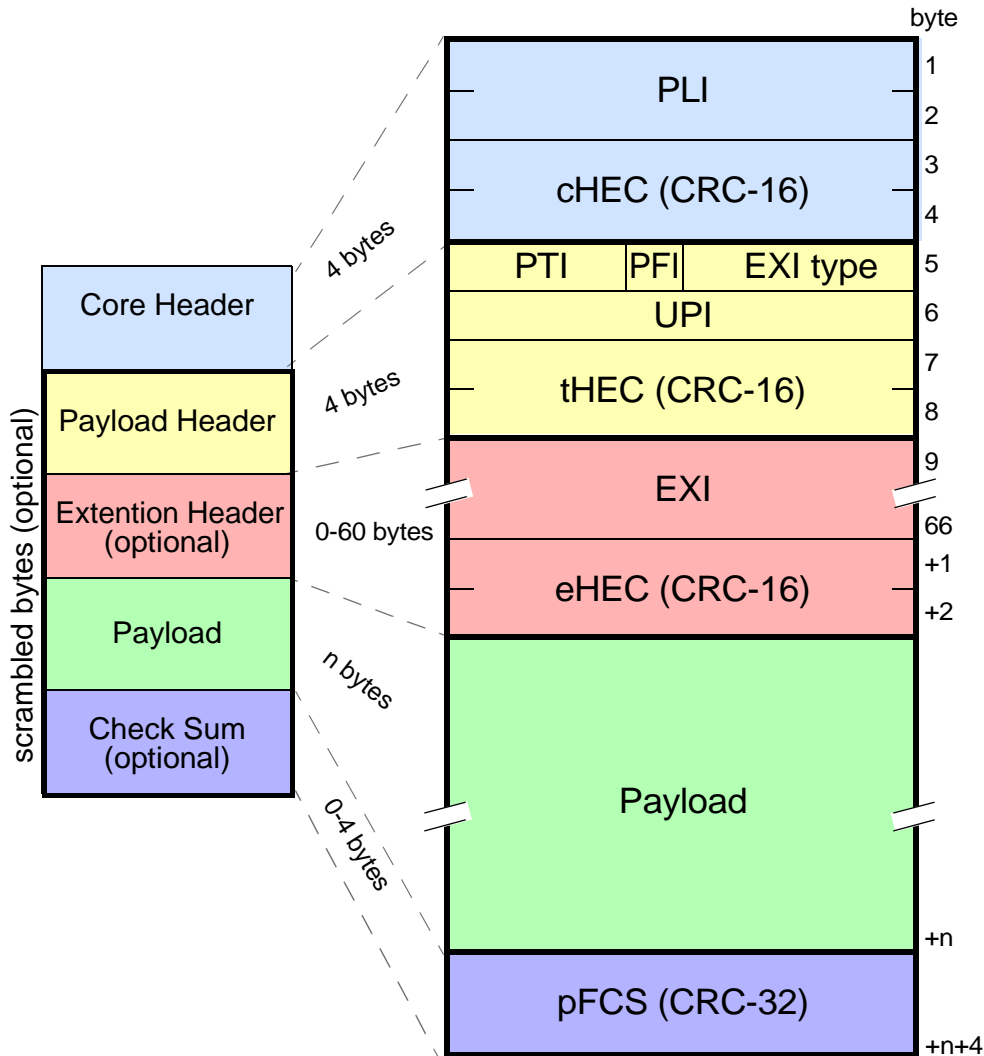 byte
PLI
1
2
cHEC (CRC-16)
3
4
PTI PFI EXI type
5
UPI
6
tHEC (CRC-16)
7
8
EXI
9
66
eHEC (CRC-16)
+1
+2
Payload
+n
pFCS (CRC-32)
+n+4
4 bytes
4 bytes
0-60 bytes
n bytes
0-4 bytes
Core Header
Payload Header
Extention Header
(optional)
Payload
Check Sum
(optional)
scrambled bytes (optional)